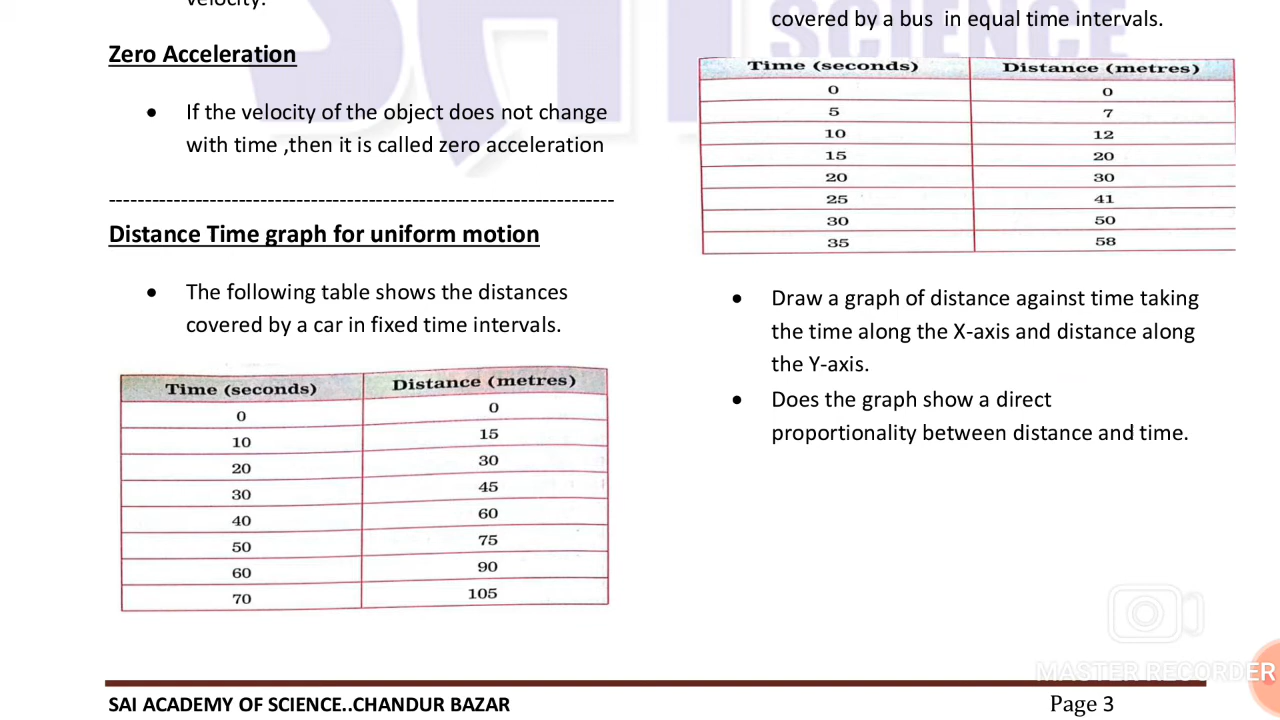 velocity.
Zero Acceleration
• If the velocity of the object does not change
with time ,then it is called zero acceleration
-----------------------------------------------------------------------
Distance Time graph for uniform motion
• The following table shows the distances
covered by a car in fixed time intervals.
Time (seconds) Distance (metres)
0 0
10 15
20 30
30 45
40 60
50 75
60 90
70 105
covered by a bus in equal time intervals.
Time (seconds) Distance (metres)
0 0
5 7
10 12
15 20
20 30
25 41
30 50
35 58
• Draw a graph of distance against time taking
the time along the X-axis and distance along
the Y-axis.
• Does the graph show a direct
proportionality between distance and time.
SAI
SCIENCE
MASTER RECORDER
SAI ACADEMY OF SCIENCE..CHANDUR BAZAR Page 3